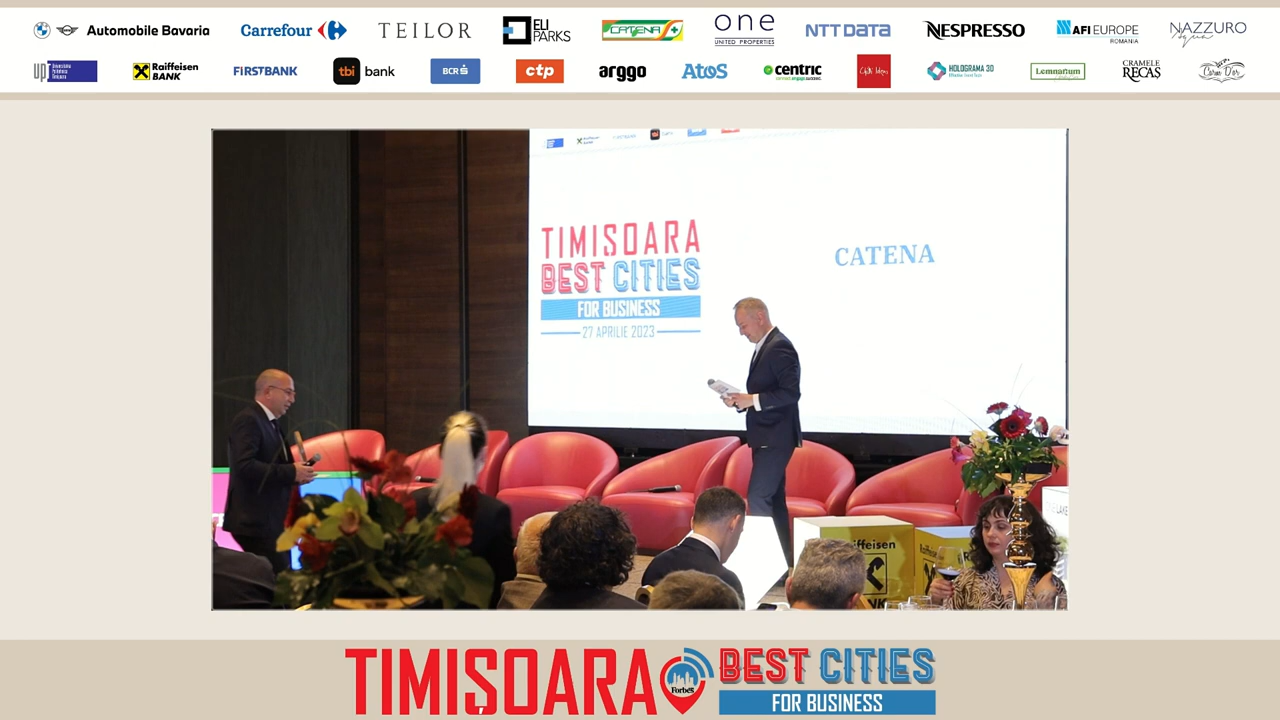 Automobile Bavaria
Carrefour
TEILOR
ELI
PARKS
CATENA
one
UNITED PROPERTIES
NTT DATA
NESPRESSO
AFI EUROPE
ROMANIA
NAZZURO
upt
Raiffeisen
BANK
FIRSTBANK
tbi bank
BCR
ctp
arggo
Atos
centric
HOLOGRAMA 3D
Lemnarium
CRAMELE
RECAȘ
TIMISOARA
BEST CITIES
FOR BUSINESS
27 APRILIE 2023
CATENA
Raiffeisen
TIMIȘOARA
Forbes
BEST CITIES
FOR BUSINESS